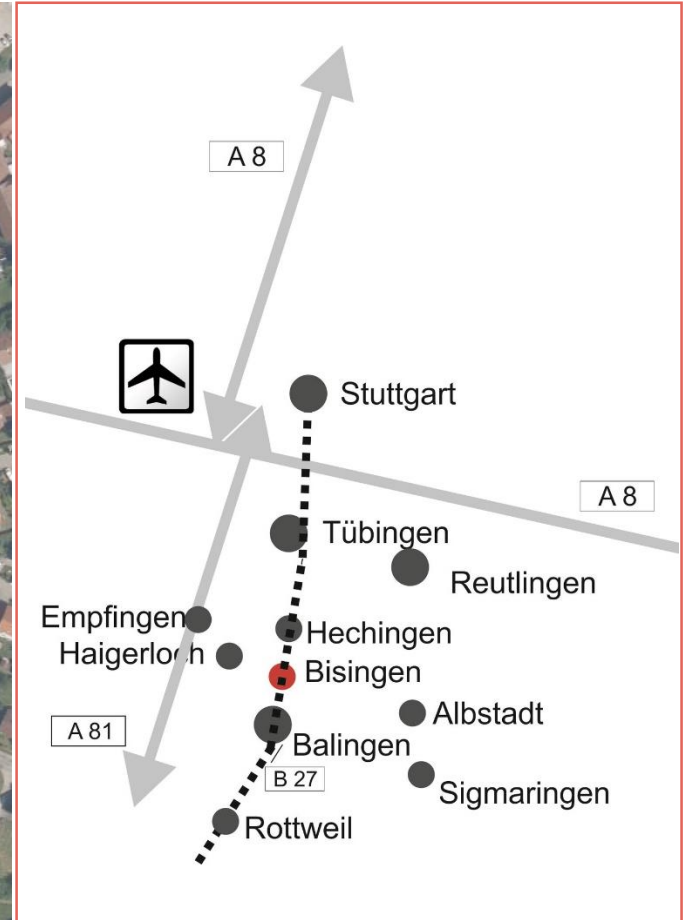 A 8
Stuttgart
A 8
Tübingen
Reutlingen
Empfingen
Hechingen
Haigerloch
Bisingen
Albstadt
A 81
Balingen
B 27
Sigmaringen
Rottweil